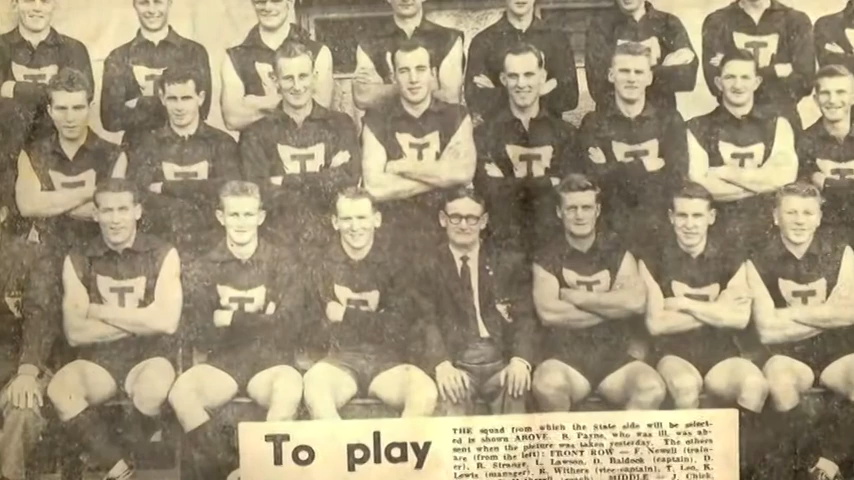 To play
THE squad from which the State side will be select-
ed is shown ABOVE. B. Payne, who was ill, was ab-
sent when the picture was taken yesterday. The others
are (from the left): FRONT ROW — F. Newell (train-
er), R. Strange, L. Lawson, D. Baldock (captain), D.
Lewis (manager), R. Withers (vice-captain), T. Leo, K.
(coach). MIDDLE — J. Chick,